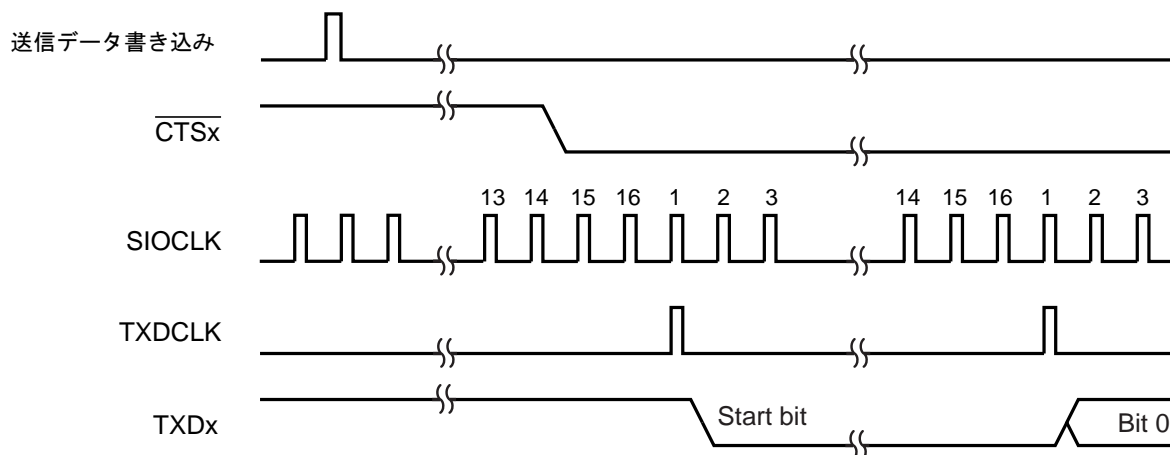 送信データ書き込み
CTSx
13 14 15 16 1 2 3 14 15 16 1 2 3
SIOCLK
TXDCLK
TXDx
Start bit
Bit 0